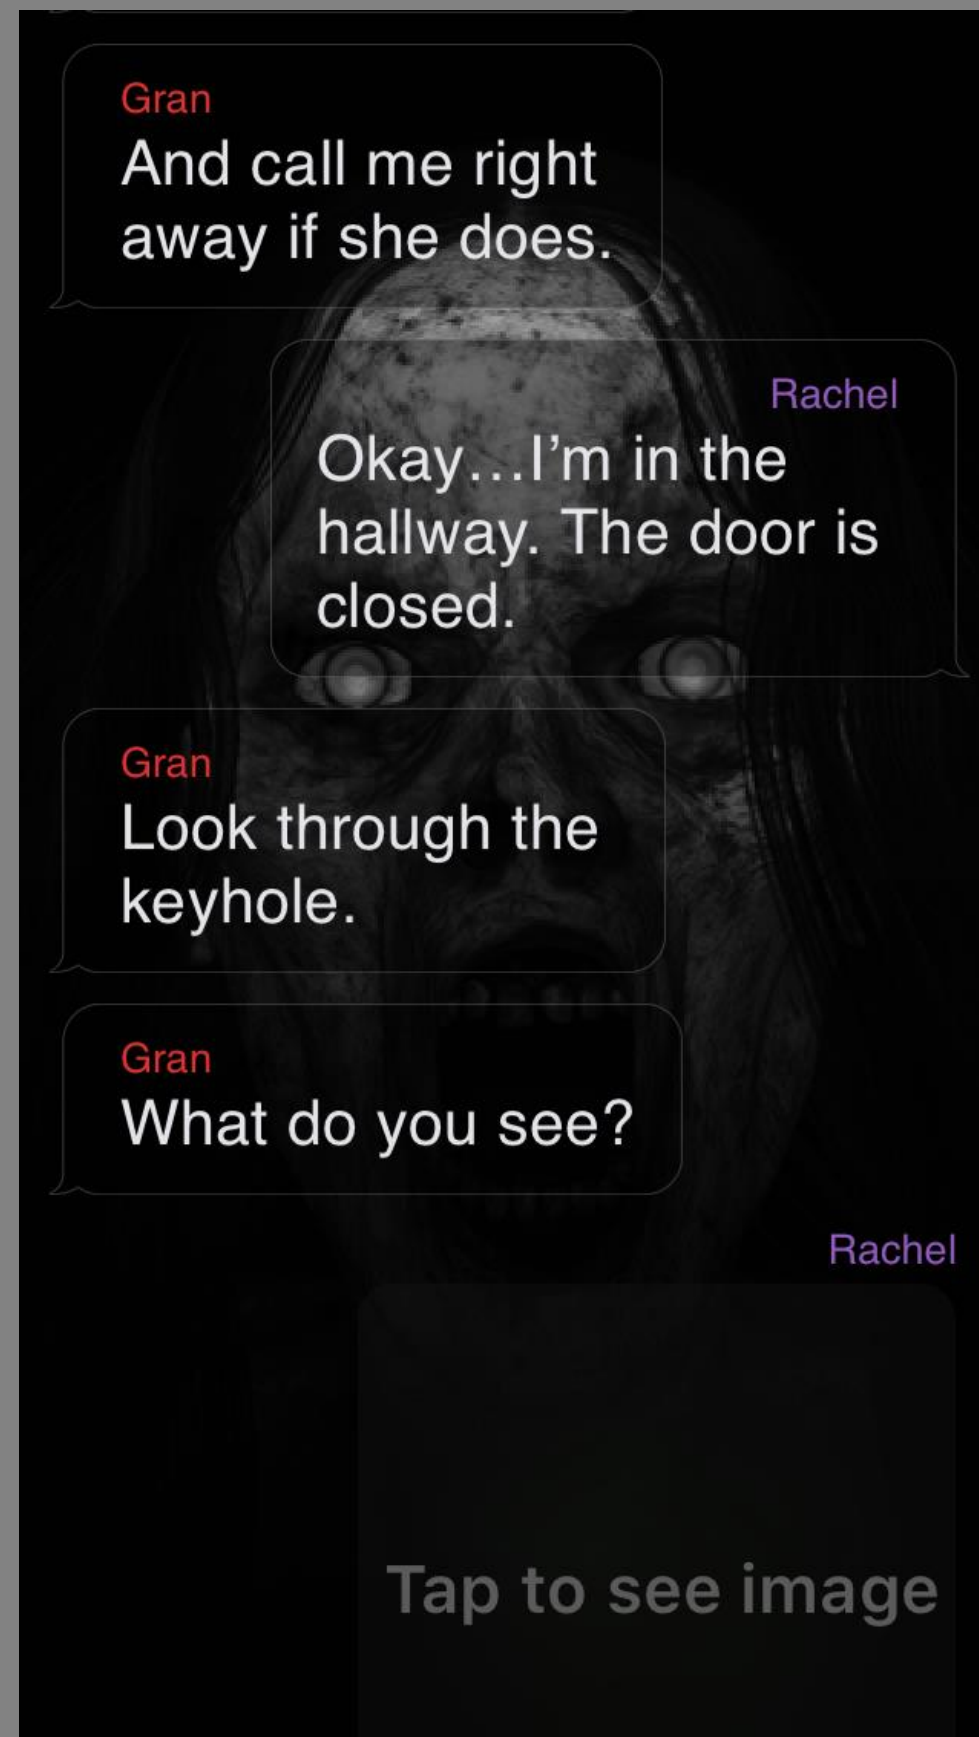 Gran
And call me right
away if she does.
Rachel
Okay...I’m in the
hallway. The door is
closed.
Gran
Look through the
keyhole.
Gran
What do you see?
Rachel
Tap to see image